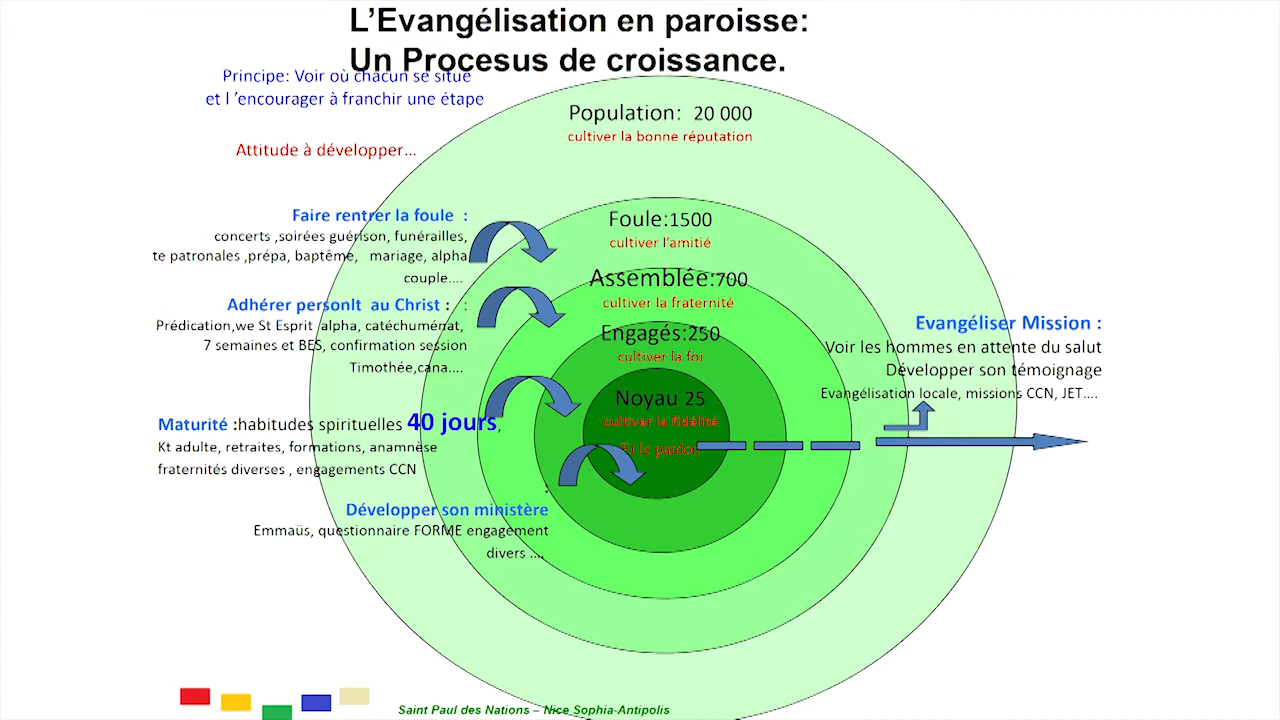 L’Evangélisation en paroisse:
Un Procesus de croissance.
Principe: Voir où chacun se situe
et l ’encourager à franchir une étape
Attitude à développer…
Population: 20 000
cultiver la bonne réputation
Faire rentrer la foule :
concerts ,soirées guérison, funérailles,
te patronales ,prépa, baptême, mariage, alpha
couple….
Foule:1500
cultiver l’amitié
Assemblée:700
cultiver la fraternité
Adhérer personlt au Christ : :
Prédication,we St Esprit alpha, catéchuménat,
7 semaines et BES, confirmation session
Timothée,cana….
Engagés:250
cultiver la foi
Evangéliser Mission :
Voir les hommes en attente du salut
Développer son témoignage
Evangélisation locale, missions CCN, JET….
Noyau 25
cultiver la fidélité
Et le pardon
Maturité :habitudes spirituelles 40 jours,
Kt adulte, retraites, formations, anamnèse
fraternités diverses , engagements CCN
.
Développer son ministère
Emmaüs, questionnaire FORME engagement
divers ….
Saint Paul des Nations – Nice Sophia-Antipolis